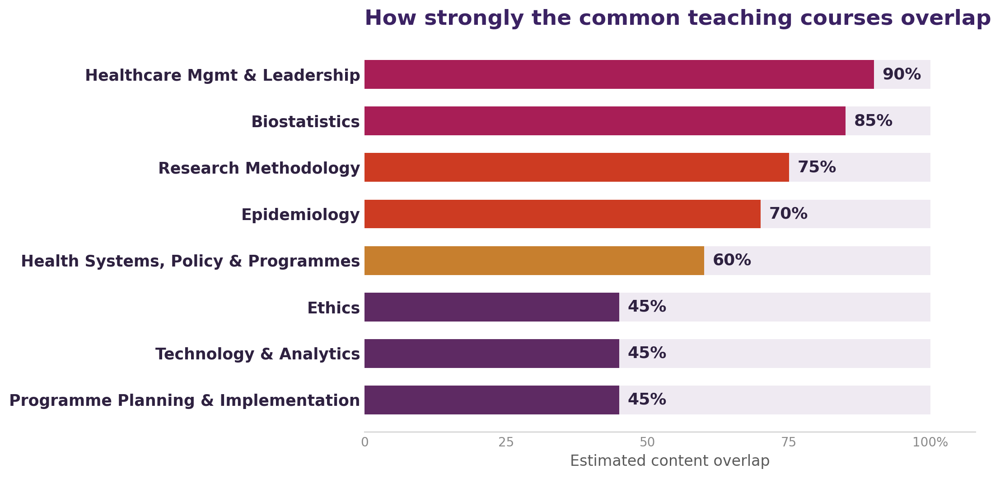 How strongly the common teaching courses overlap
Healthcare Mgmt & Leadership 90%
Biostatistics 85%
Research Methodology 75%
Epidemiology 70%
Health Systems, Policy & Programmes 60%
Ethics 45%
Technology & Analytics 45%
Programme Planning & Implementation 45%
0 25 50 75 100%
Estimated content overlap